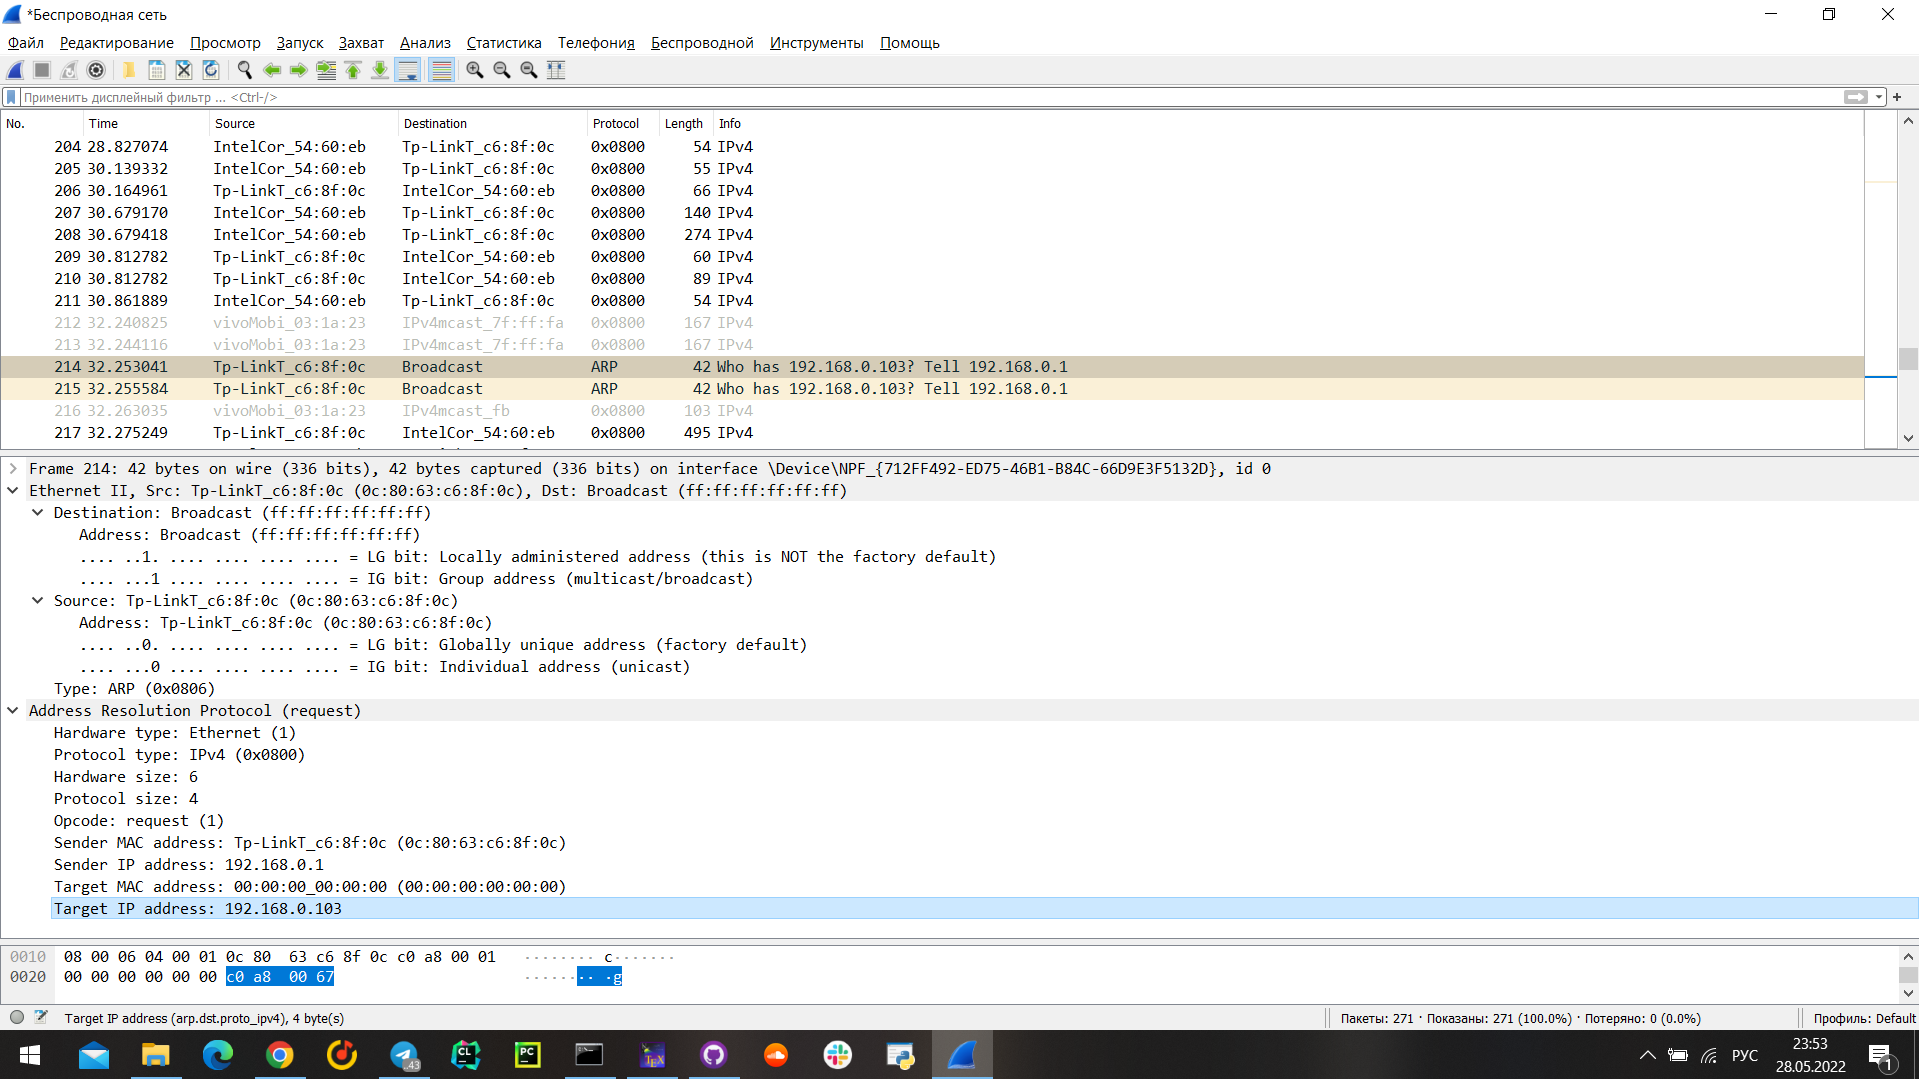 *Беспроводная сеть
Файл Редактирование Просмотр Запуск Захват Анализ Статистика Телефония Беспроводной Инструменты Помощь
Применить дисплейный фильтр ... <Ctrl-/> +
No. Time Source Destination Protocol Length Info
204 28.827074 IntelCor_54:60:eb Tp-LinkT_c6:8f:0c 0x0800 54 IPv4
205 30.139332 IntelCor_54:60:eb Tp-LinkT_c6:8f:0c 0x0800 55 IPv4
206 30.164961 Tp-LinkT_c6:8f:0c IntelCor_54:60:eb 0x0800 66 IPv4
207 30.679170 IntelCor_54:60:eb Tp-LinkT_c6:8f:0c 0x0800 140 IPv4
208 30.679418 IntelCor_54:60:eb Tp-LinkT_c6:8f:0c 0x0800 274 IPv4
209 30.812782 Tp-LinkT_c6:8f:0c IntelCor_54:60:eb 0x0800 60 IPv4
210 30.812782 Tp-LinkT_c6:8f:0c IntelCor_54:60:eb 0x0800 89 IPv4
211 30.861889 IntelCor_54:60:eb Tp-LinkT_c6:8f:0c 0x0800 54 IPv4
212 32.240825 vivoMobi_03:1a:23 IPv4mcast_7f:ff:fa 0x0800 167 IPv4
213 32.244116 vivoMobi_03:1a:23 IPv4mcast_7f:ff:fa 0x0800 167 IPv4
214 32.253041 Tp-LinkT_c6:8f:0c Broadcast ARP 42 Who has 192.168.0.103? Tell 192.168.0.1
215 32.255584 Tp-LinkT_c6:8f:0c Broadcast ARP 42 Who has 192.168.0.103? Tell 192.168.0.1
216 32.263035 vivoMobi_03:1a:23 IPv4mcast_fb 0x0800 103 IPv4
217 32.275249 Tp-LinkT_c6:8f:0c IntelCor_54:60:eb 0x0800 495 IPv4
Frame 214: 42 bytes on wire (336 bits), 42 bytes captured (336 bits) on interface \Device\NPF_{712FF492-ED75-46B1-B84C-66D9E3F5132D}, id 0
Ethernet II, Src: Tp-LinkT_c6:8f:0c (0c:80:63:c6:8f:0c), Dst: Broadcast (ff:ff:ff:ff:ff:ff)
Destination: Broadcast (ff:ff:ff:ff:ff:ff)
Address: Broadcast (ff:ff:ff:ff:ff:ff)
.... ..1. .... .... .... .... = LG bit: Locally administered address (this is NOT the factory default)
.... ...1 .... .... .... .... = IG bit: Group address (multicast/broadcast)
Source: Tp-LinkT_c6:8f:0c (0c:80:63:c6:8f:0c)
Address: Tp-LinkT_c6:8f:0c (0c:80:63:c6:8f:0c)
.... ..0. .... .... .... .... = LG bit: Globally unique address (factory default)
.... ...0 .... .... .... .... = IG bit: Individual address (unicast)
Type: ARP (0x0806)
Address Resolution Protocol (request)
Hardware type: Ethernet (1)
Protocol type: IPv4 (0x0800)
Hardware size: 6
Protocol size: 4
Opcode: request (1)
Sender MAC address: Tp-LinkT_c6:8f:0c (0c:80:63:c6:8f:0c)
Sender IP address: 192.168.0.1
Target MAC address: 00:00:00_00:00:00 (00:00:00:00:00:00)
Target IP address: 192.168.0.103
0010 08 00 06 04 00 01 0c 80 63 c6 8f 0c c0 a8 00 01 ········ c·······
0020 00 00 00 00 00 00 c0 a8 00 67 ········ ·g
Target IP address (arp.dst.proto_ipv4), 4 byte(s) Пакеты: 271 · Показаны: 271 (100.0%) · Потеряно: 0 (0.0%) Профиль: Default
.43 CL PC TEX РУС 23:53
28.05.2022 1